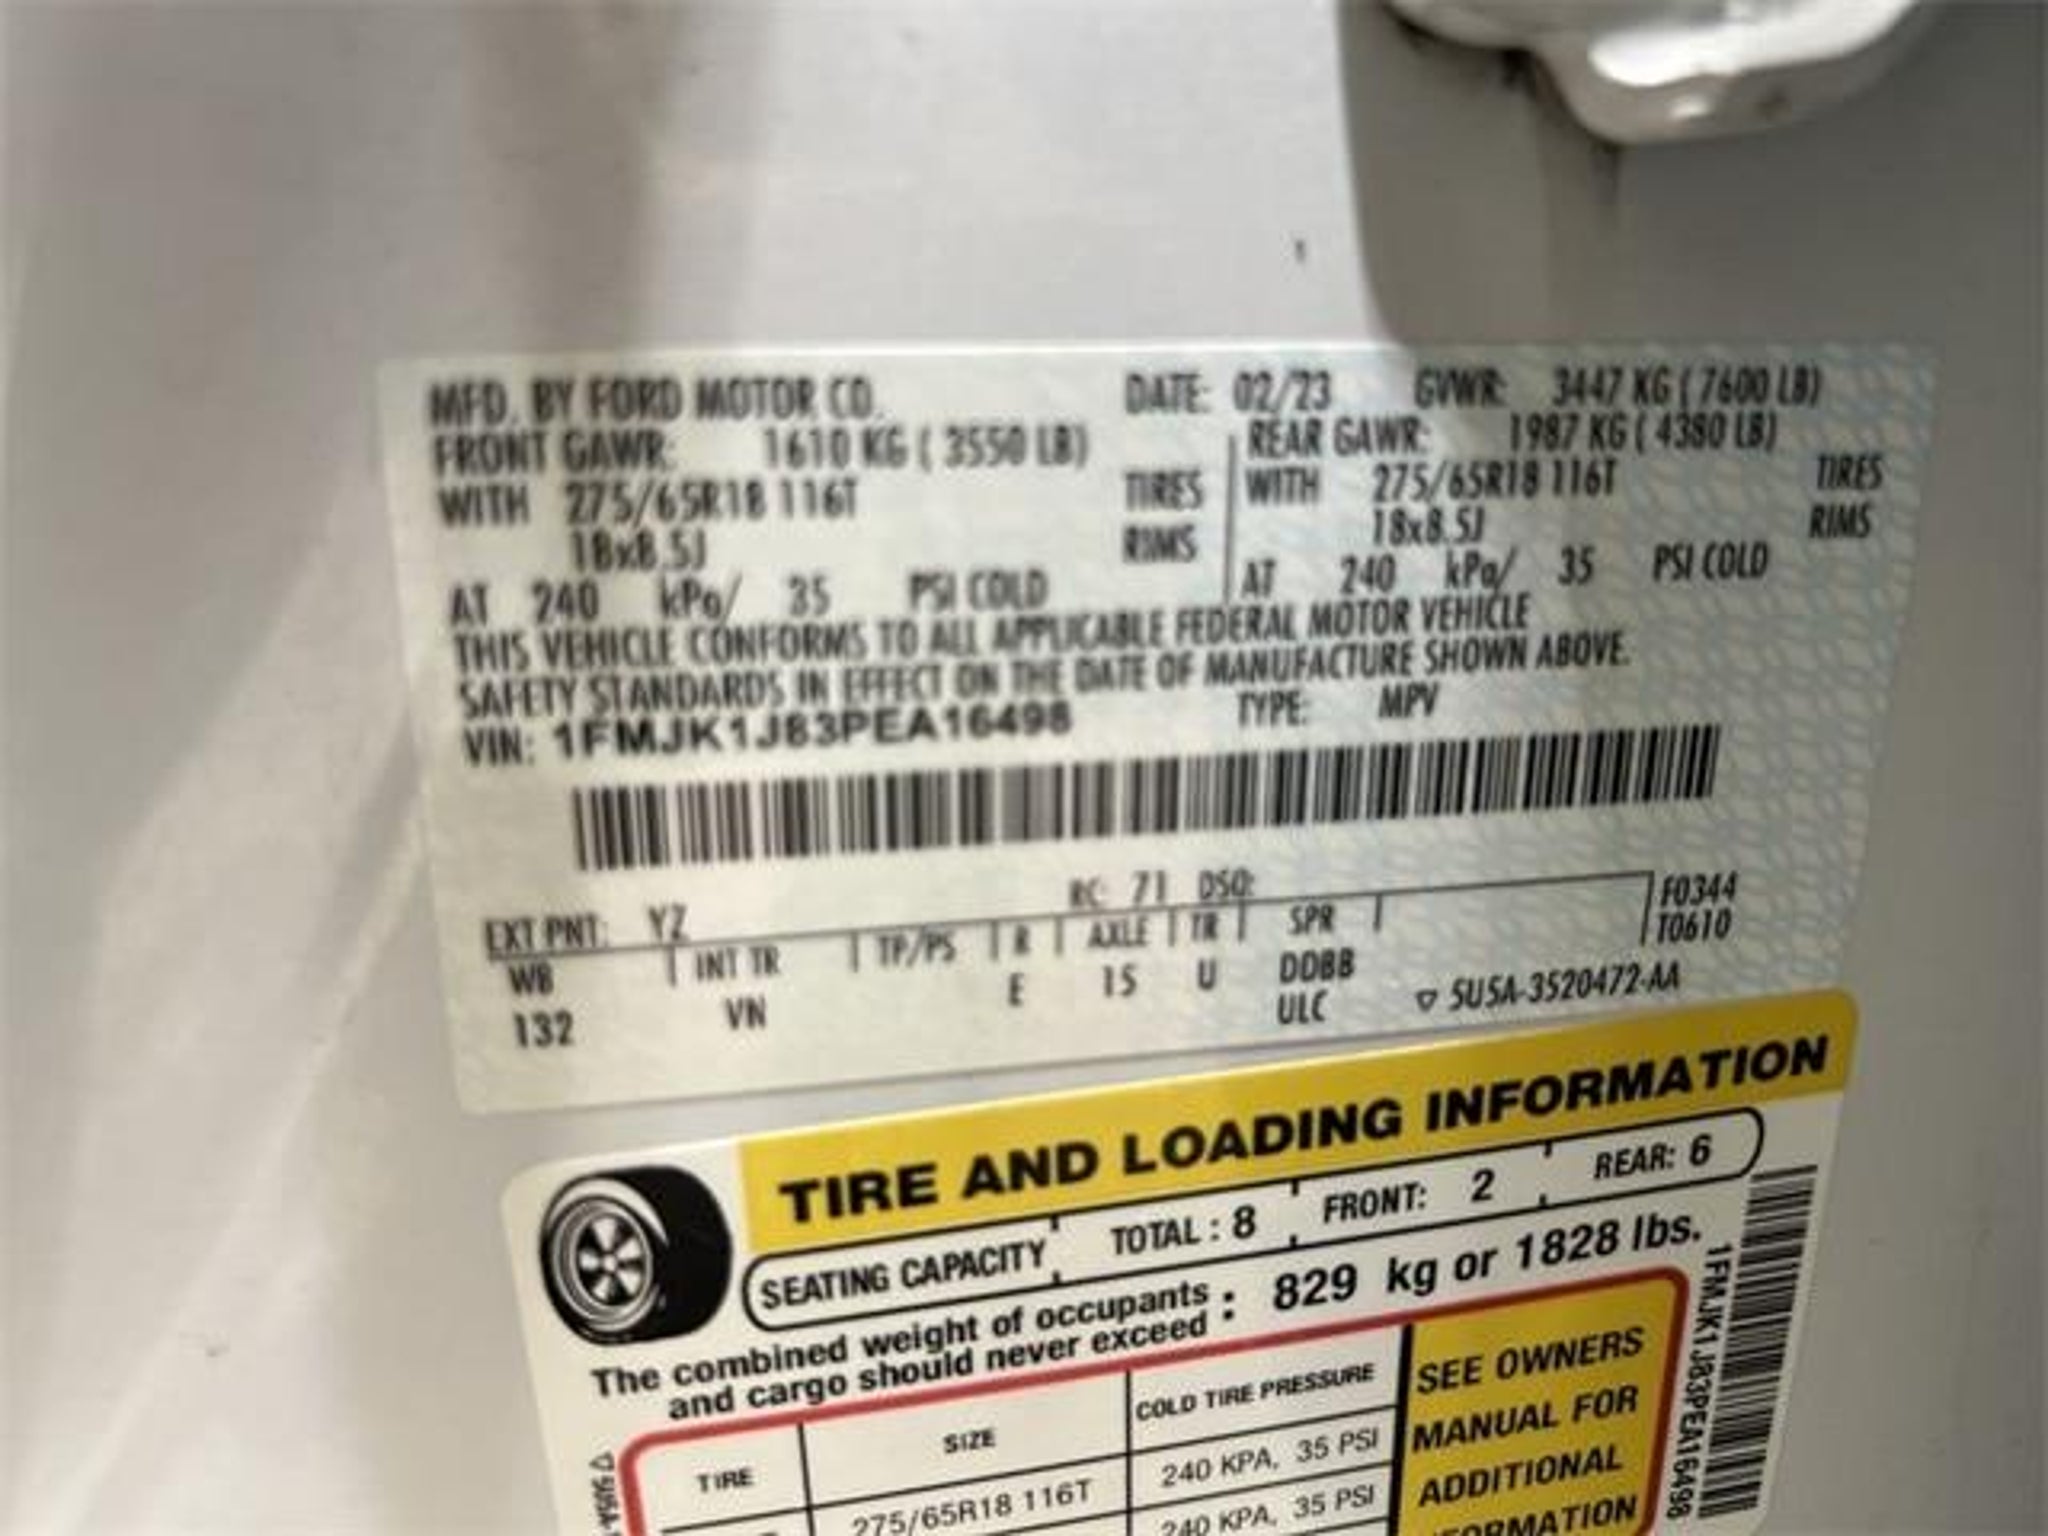 MFD. BY FORD MOTOR CO. DATE: 02/23 GVWR: 3447 KG ( 7600 LB)
FRONT GAWR: 1610 KG ( 3550 LB) REAR GAWR: 1987 KG ( 4380 LB)
WITH 275/65R18 116T TIRES WITH 275/65R18 116T TIRES
18x8.5J RIMS 18x8.5J RIMS
AT 240 kPa/ 35 PSI COLD AT 240 kPa/ 35 PSI COLD
THIS VEHICLE CONFORMS TO ALL APPLICABLE FEDERAL MOTOR VEHICLE
SAFETY STANDARDS IN EFFECT ON THE DATE OF MANUFACTURE SHOWN ABOVE.
VIN: 1FMJK1J83PEA16498 TYPE: MPV
EXT PNT: YZ RC: 71 DSO: F0344
WB INT TR TP/PS R AXLE TR SPR T0610
132 VN E 15 U DDBB
ULC ▽ 5U5A-3520472-AA
TIRE AND LOADING INFORMATION
SEATING CAPACITY TOTAL : 8 FRONT: 2 REAR: 6
The combined weight of occupants
and cargo should never exceed : 829 kg or 1828 lbs.
TIRE SIZE COLD TIRE PRESSURE
275/65R18 116T 240 KPA, 35 PSI
240 KPA, 35 PSI
SEE OWNERS
MANUAL FOR
ADDITIONAL
1FMJK1J83PEA16498